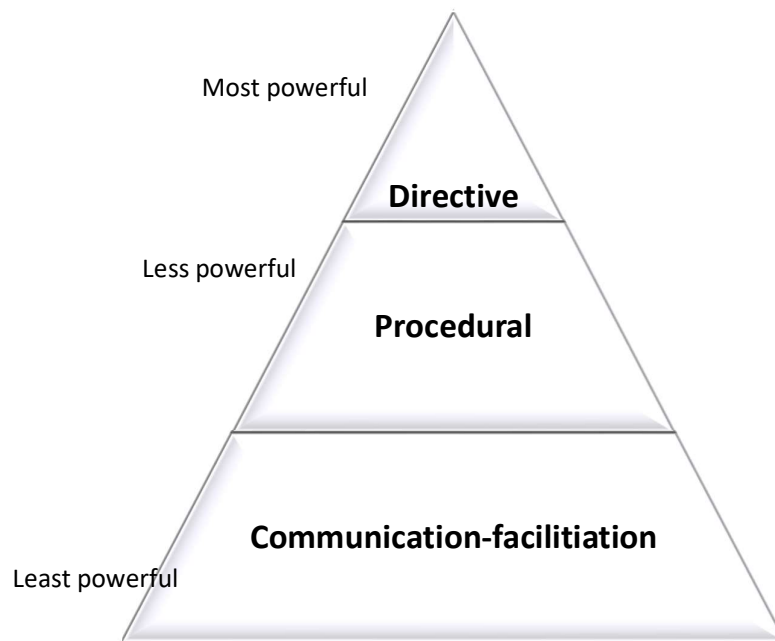 Most powerful
Directive
Less powerful
Procedural
Communication-facilitiation
Least powerful